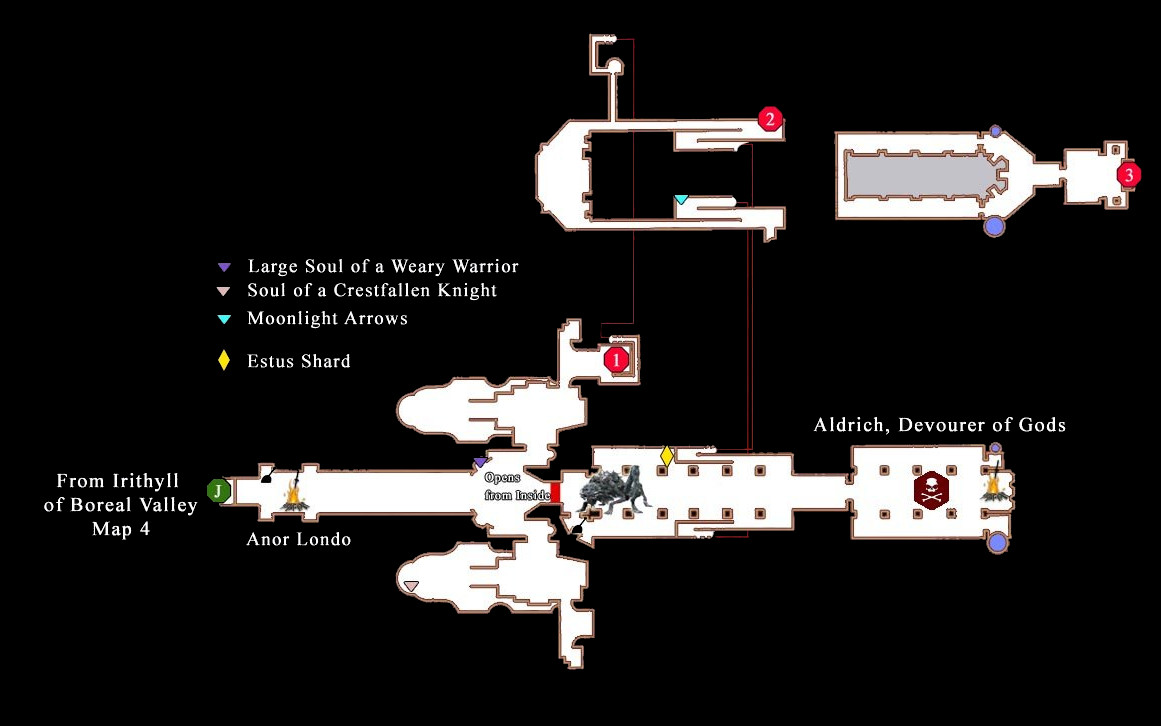 2
3
Large Soul of a Weary Warrior
Soul of a Crestfallen Knight
Moonlight Arrows
Estus Shard
1
Aldrich, Devourer of Gods
From Irithyll
of Boreal Valley
Map 4
J
Opens
from Inside
Anor Londo